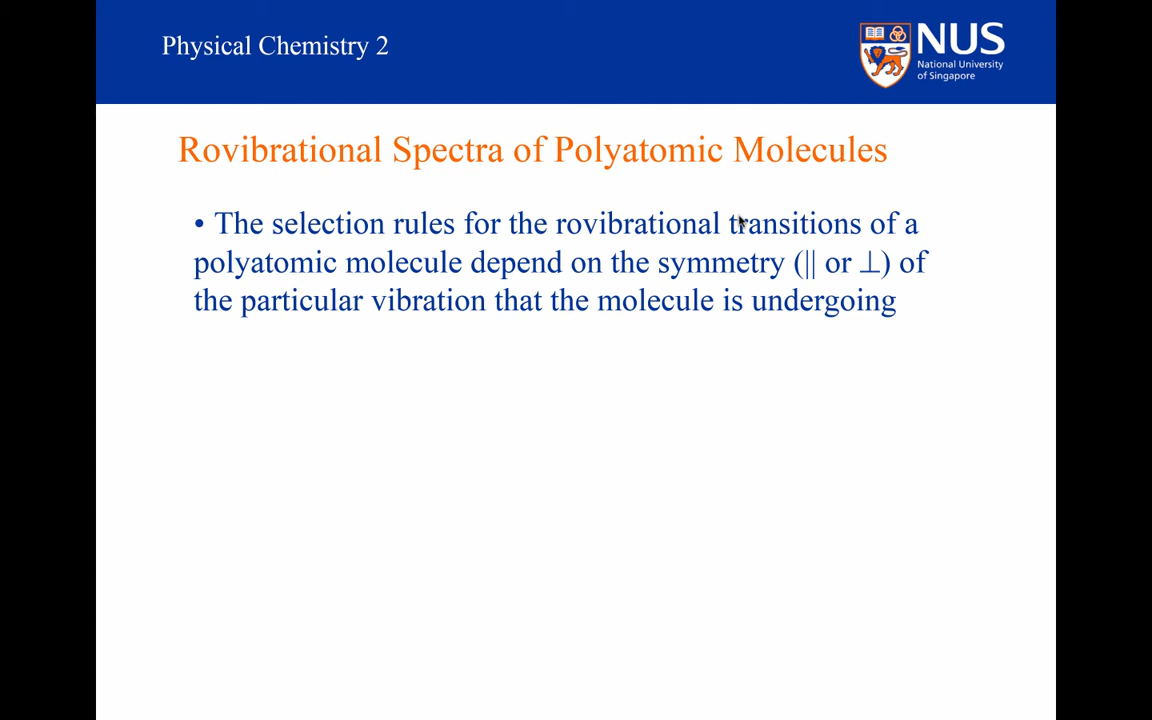 Physical Chemistry 2
NUS
National University
of Singapore
Rovibrational Spectra of Polyatomic Molecules
• The selection rules for the rovibrational transitions of a
polyatomic molecule depend on the symmetry (|| or ⊥) of
the particular vibration that the molecule is undergoing